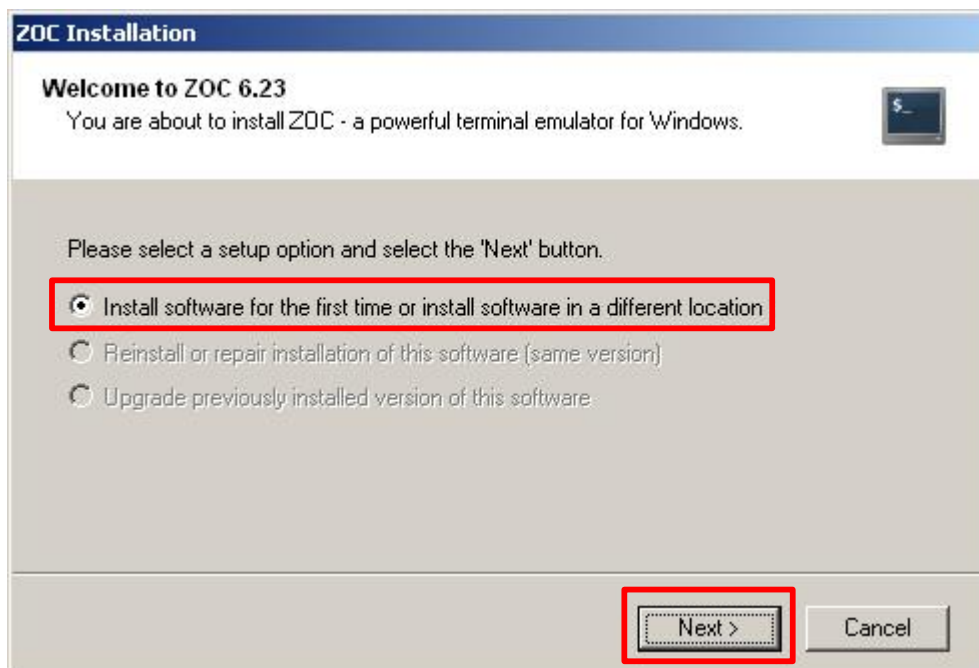 ZOC Installation
Welcome to ZOC 6.23
You are about to install ZOC - a powerful terminal emulator for Windows.
$_
Please select a setup option and select the 'Next' button.
Install software for the first time or install software in a different location
Reinstall or repair installation of this software (same version)
Upgrade previously installed version of this software
Next >
Cancel